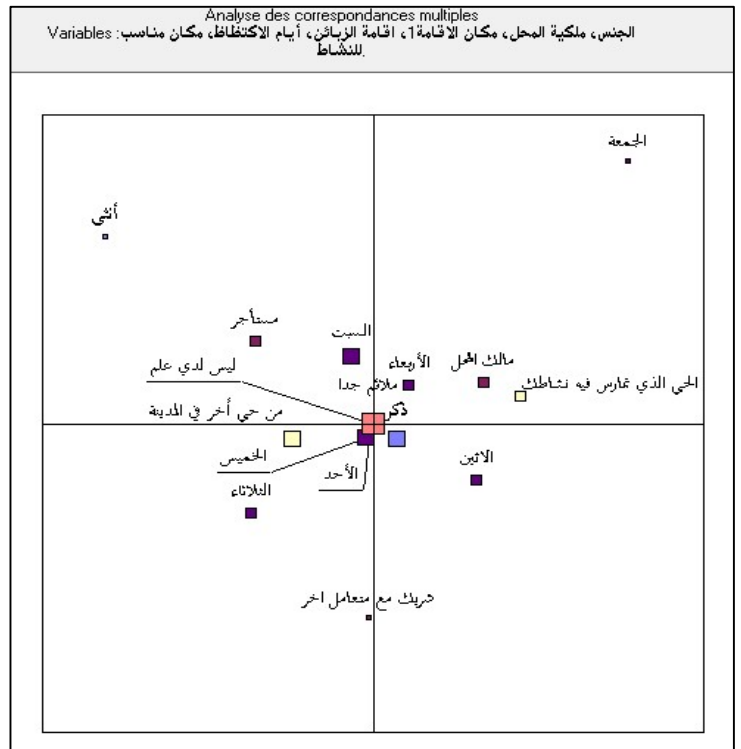 Analyse des correspondances multiples
Variables : الجنس، ملكية المحل، مكان الاقامة1، اقامة الزبائن، أيام الاكتظاظ، مكان مناسب
للنشاط.
الجمعة
أنثى
مستأجر
السبت
ليس لدي علم
الأربعاء
مالك المحل
ملائم جدا
الحي الذي تمارس فيه نشاطك
من حي أخر في المدينة
ذكر
الخميس
الأحد
الاثنين
الثلاثاء
شريك مع متعامل اخر